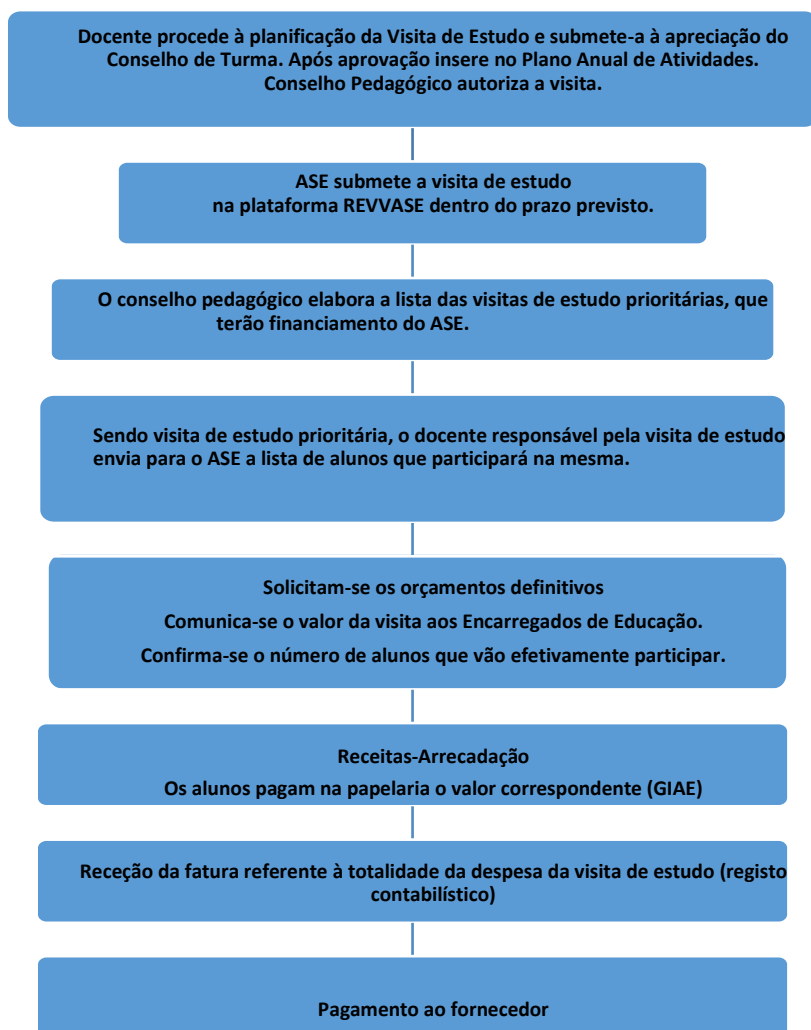 Docente procede à planificação da Visita de Estudo e submete-a à apreciação do
Conselho de Turma. Após aprovação insere no Plano Anual de Atividades.
Conselho Pedagógico autoriza a visita.
ASE submete a visita de estudo
na plataforma REVVASE dentro do prazo previsto.
O conselho pedagógico elabora a lista das visitas de estudo prioritárias, que
terão financiamento do ASE.
Sendo visita de estudo prioritária, o docente responsável pela visita de estudo
envia para o ASE a lista de alunos que participará na mesma.
Solicitam-se os orçamentos definitivos
Comunica-se o valor da visita aos Encarregados de Educação.
Confirma-se o número de alunos que vão efetivamente participar.
Receitas-Arrecadação
Os alunos pagam na papelaria o valor correspondente (GIAE)
Receção da fatura referente à totalidade da despesa da visita de estudo (registo
contabilístico)
Pagamento ao fornecedor